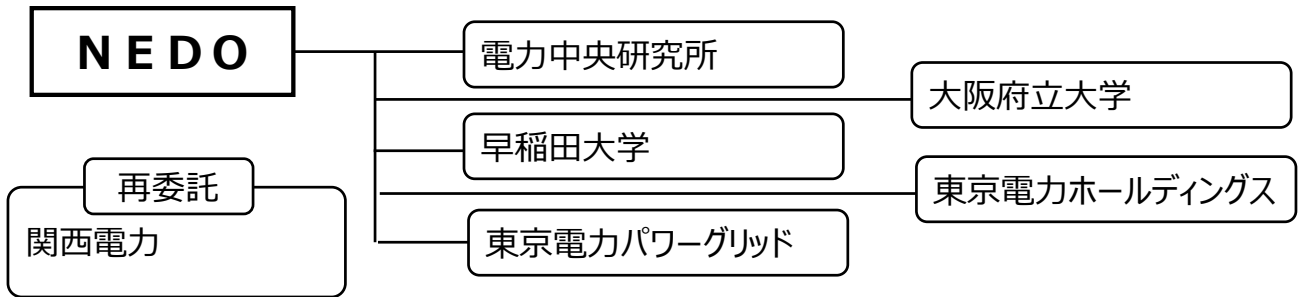 NEDO
電力中央研究所
大阪府立大学
早稲田大学
再委託
東京電力ホールディングス
関西電力
東京電力パワーグリッド